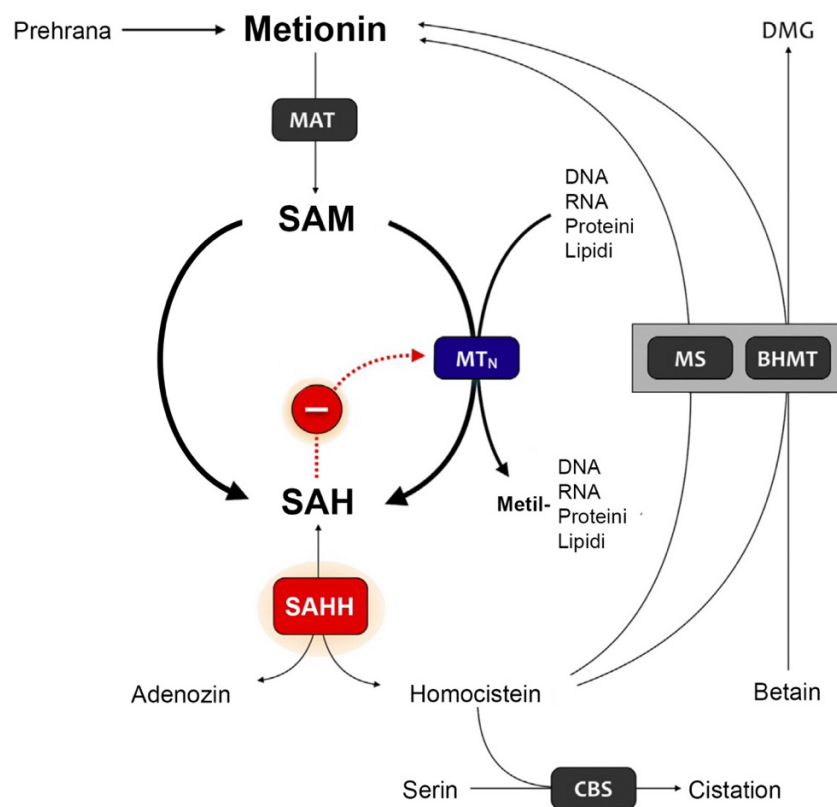 Prehrana
Metionin
DMG
MAT
SAM
DNA
RNA
Proteini
Lipidi
MTN
MS
BHMT
–
SAH
Metil-
DNA
RNA
Proteini
Lipidi
SAHH
Adenozin
Homocistein
Betain
Serin
CBS
Cistation